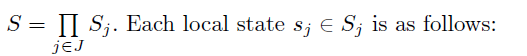 S = ∏_{j∈J} S_j. Each local state s_j ∈ S_j is as follows: